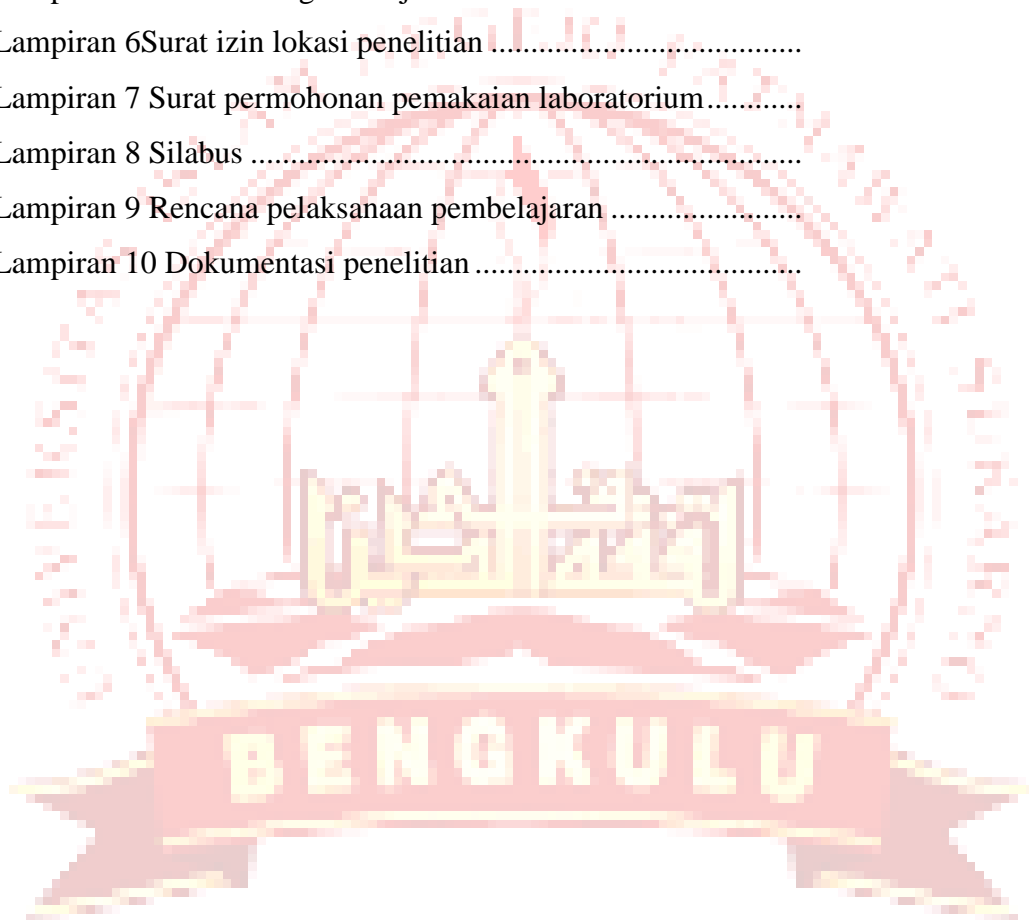 Lampiran 6Surat izin lokasi penelitian .......................................
Lampiran 7 Surat permohonan pemakaian laboratorium............
Lampiran 8 Silabus ....................................................................
Lampiran 9 Rencana pelaksanaan pembelajaran ........................
Lampiran 10 Dokumentasi penelitian .........................................
BENGKULU